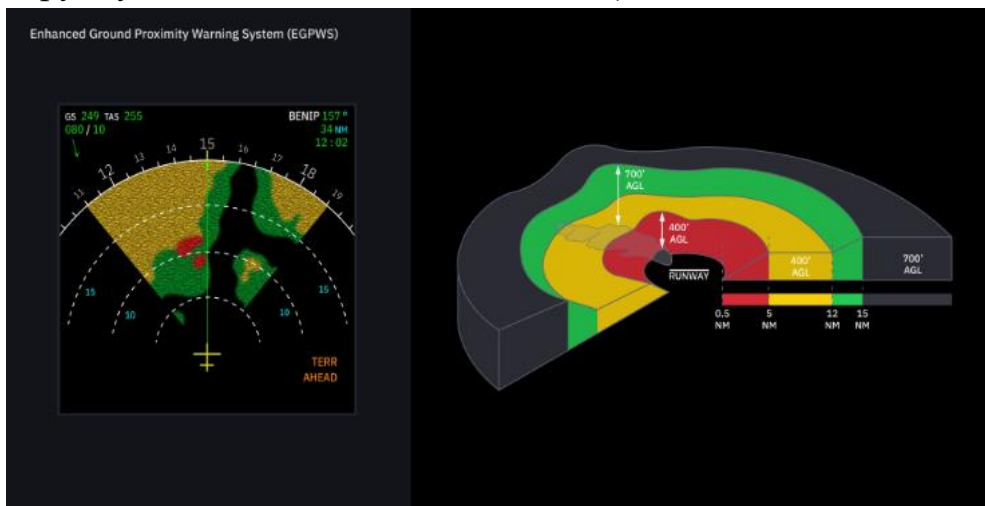 Enhanced Ground Proximity Warning System (EGPWS)
GS 249 TAS 255
080/10
BENIP 157°
34 NM
12:02
11
12
13
14
15
16
17
18
19
15
10
10
15
TERR
AHEAD
700'
AGL
400'
AGL
RUNWAY
400'
AGL
700'
AGL
0.5
NM
5
NM
12
NM
15
NM